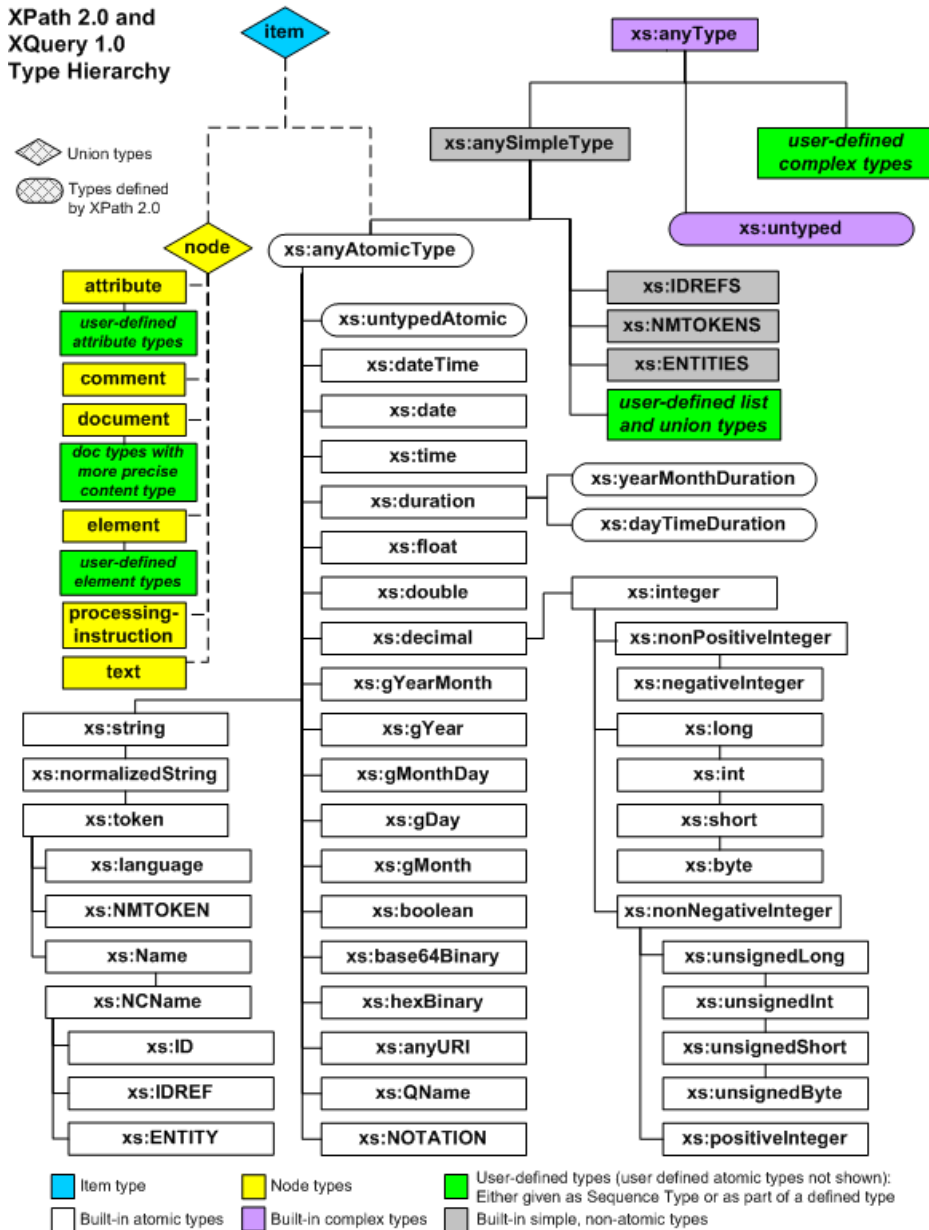 XPath 2.0 and
XQuery 1.0
Type Hierarchy
item
xs:anyType
Union types
Types defined
by XPath 2.0
xs:anySimpleType
user-defined
complex types
xs:untyped
node
xs:anyAtomicType
attribute
user-defined
attribute types
comment
document
doc types with
more precise
content type
element
user-defined
element types
processing-
instruction
text
xs:IDREFS
xs:NMTOKENS
xs:ENTITIES
user-defined list
and union types
xs:untypedAtomic
xs:dateTime
xs:date
xs:time
xs:duration
xs:yearMonthDuration
xs:dayTimeDuration
xs:float
xs:double
xs:decimal
xs:gYearMonth
xs:gYear
xs:gMonthDay
xs:gDay
xs:gMonth
xs:boolean
xs:base64Binary
xs:hexBinary
xs:anyURI
xs:QName
xs:NOTATION
xs:string
xs:normalizedString
xs:token
xs:language
xs:NMTOKEN
xs:Name
xs:NCName
xs:ID
xs:IDREF
xs:ENTITY
xs:integer
xs:nonPositiveInteger
xs:negativeInteger
xs:long
xs:int
xs:short
xs:byte
xs:nonNegativeInteger
xs:unsignedLong
xs:unsignedInt
xs:unsignedShort
xs:unsignedByte
xs:positiveInteger
Item type
Node types
User-defined types (user defined atomic types not shown):
Either given as Sequence Type or as part of a defined type
Built-in atomic types
Built-in complex types
Built-in simple, non-atomic types